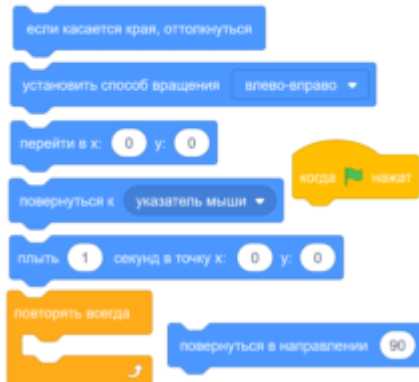 если касается края, оттолкнуться
установить способ вращения влево-вправо
перейти в x: 0 y: 0
когда нажат
повернуться к указатель мыши
плыть 1 секунд в точку x: 0 y: 0
повторять всегда
повернуться в направлении 90